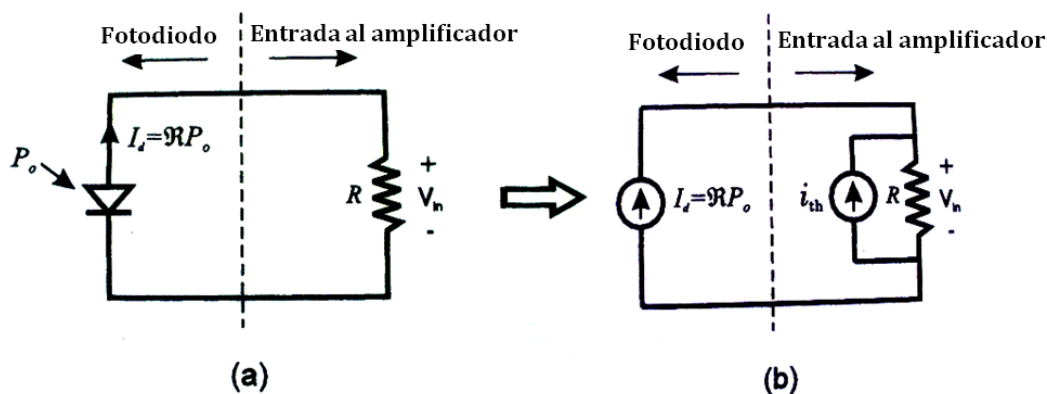 Fotodiodo
Entrada al amplificador
I_d=ℜP_o
P_o
R
+
V_in
-
(a)
Fotodiodo
Entrada al amplificador
I_d=ℜP_o
i_th
R
+
V_in
-
(b)